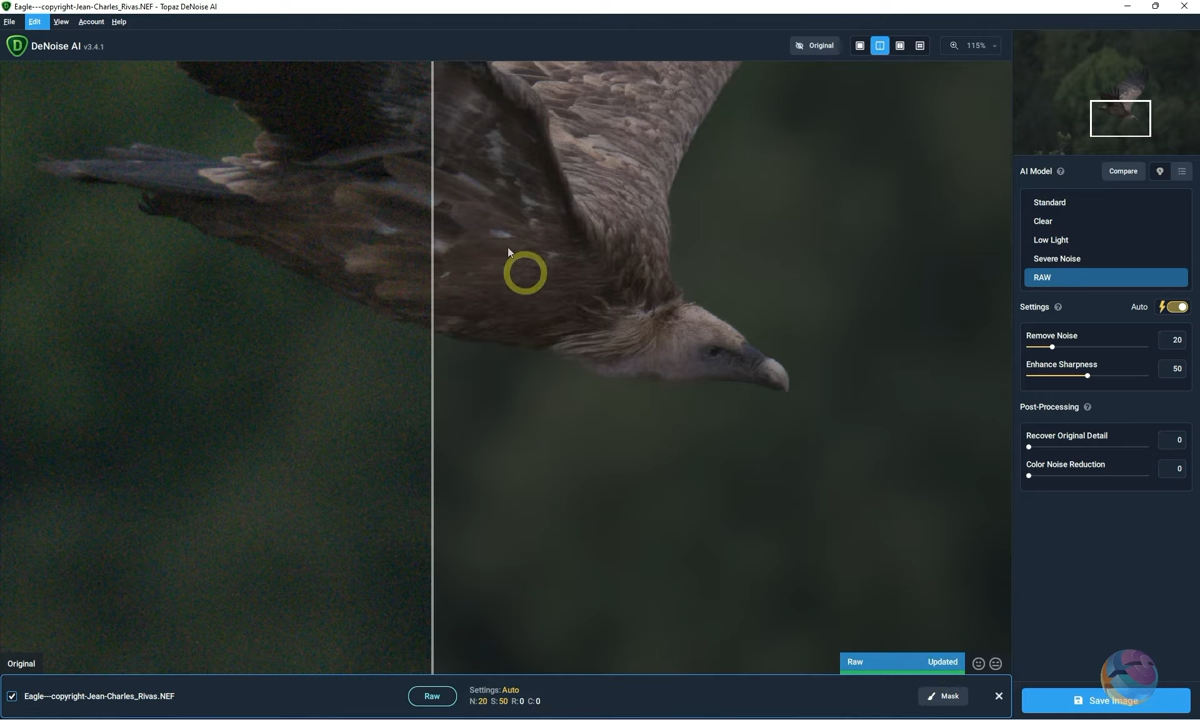 Eagle---copyright-Jean-Charles_Rivas.NEF - Topaz DeNoise AI
File Edit View Account Help
DeNoise AI v3.4.1
Original
115%
AI Model
Compare
Standard
Clear
Low Light
Severe Noise
RAW
Settings
Auto
Remove Noise
20
Enhance Sharpness
50
Post-Processing
Recover Original Detail
0
Color Noise Reduction
0
Original
Raw Updated
Eagle---copyright-Jean-Charles_Rivas.NEF
Raw
Settings: Auto
N:20 S:50 R:0 C:0
Mask
Save Image